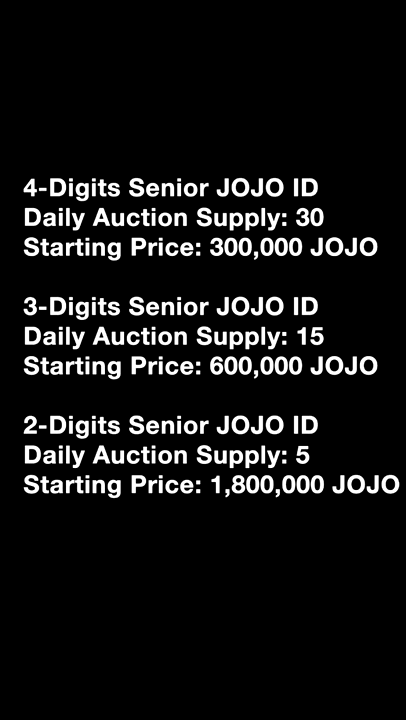 4-Digits Senior JOJO ID
Daily Auction Supply: 30
Starting Price: 300,000 JOJO
3-Digits Senior JOJO ID
Daily Auction Supply: 15
Starting Price: 600,000 JOJO
2-Digits Senior JOJO ID
Daily Auction Supply: 5
Starting Price: 1,800,000 JOJO